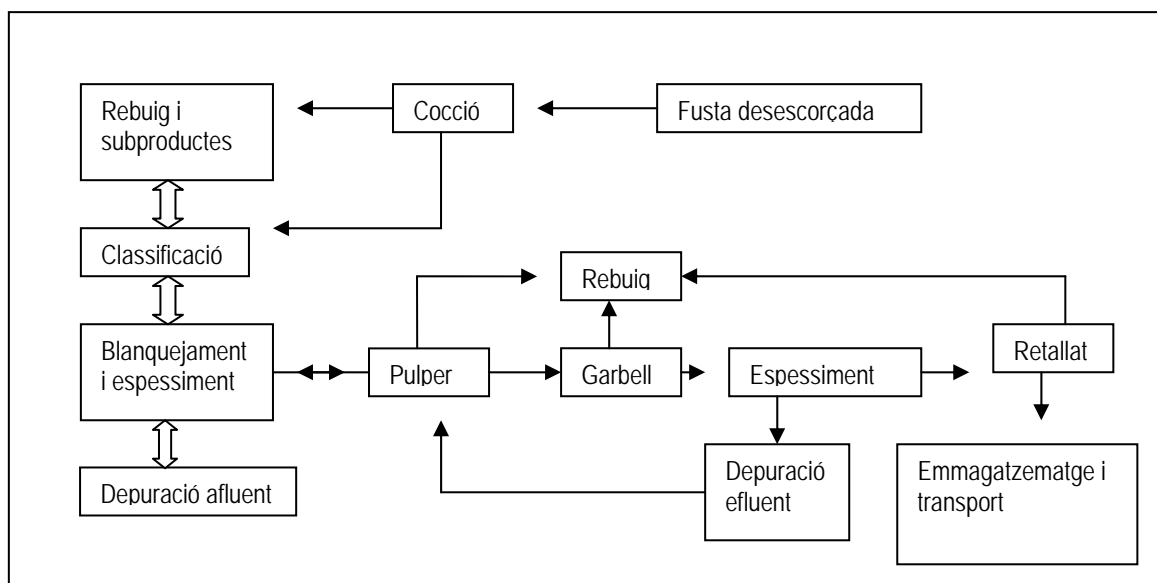 Rebuig i
subproductes
Cocció
Fusta desescorçada
Classificació
Rebuig
Blanquejament
i espessiment
Pulper
Garbell
Espessiment
Retallat
Depuració afluent
Depuració
efluent
Emmagatzematge i
transport